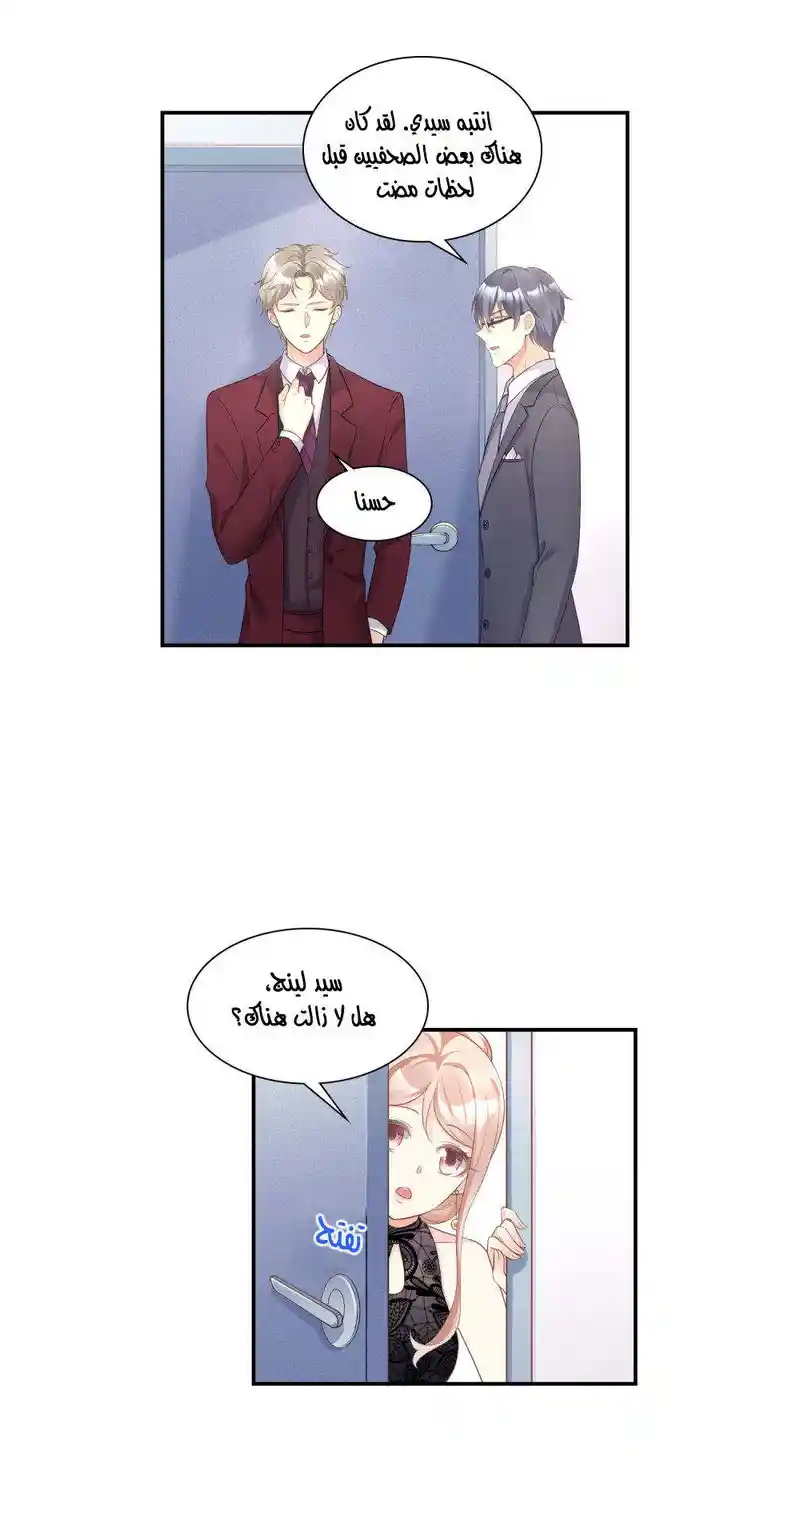 انتبه سيدي. لقد كان
هناك بعض الصحفيين قبل
لحظات مضت
حسنا
سيد لينج،
هل لا زالت هناك؟
تفتح